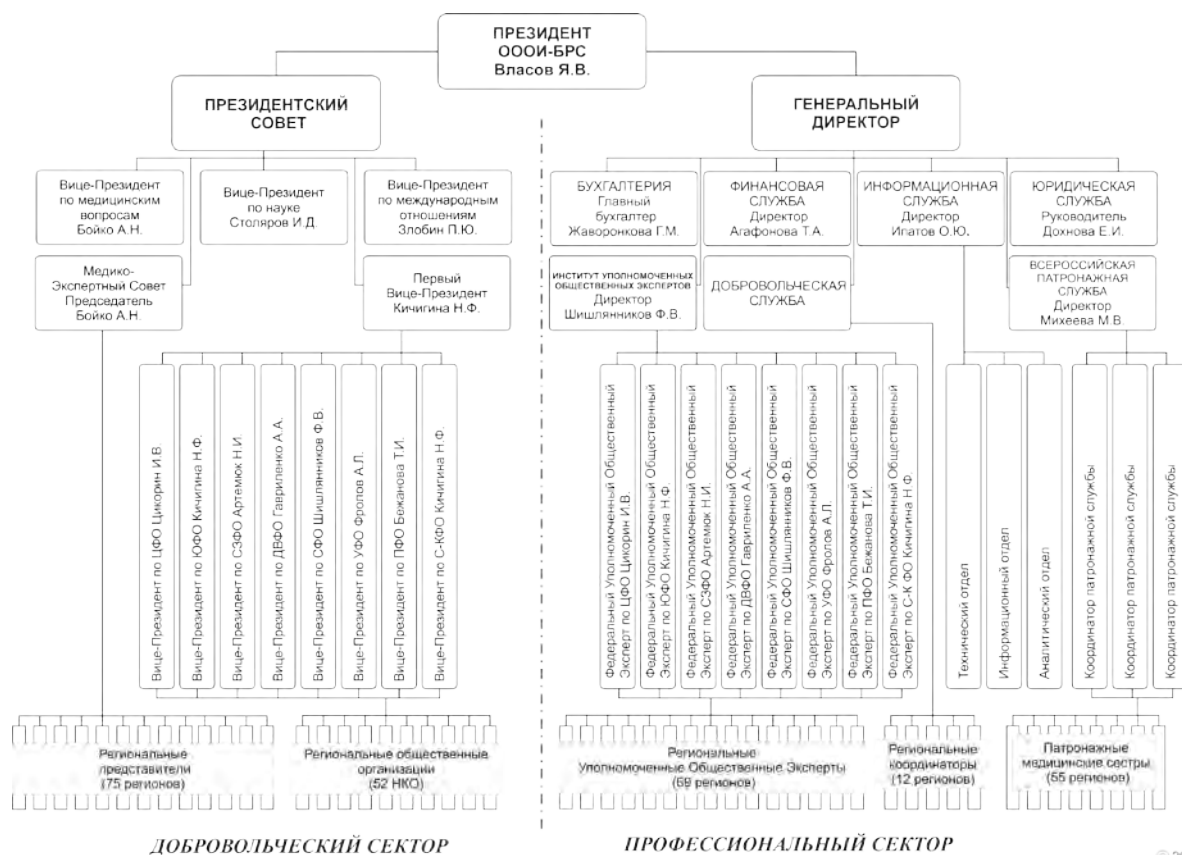 ПРЕЗИДЕНТ
ОООИ-БРС
Власов Я.В.
ПРЕЗИДЕНТСКИЙ
СОВЕТ
ГЕНЕРАЛЬНЫЙ
ДИРЕКТОР
Вице-Президент
по медицинским
вопросам
Бойко А.Н.
Вице-Президент
по науке
Столяров И.Д.
Вице-Президент
по международным
отношениям
Злобин П.Ю.
БУХГАЛТЕРИЯ
Главный
бухгалтер
Жаворонкова Г.М.
ФИНАНСОВАЯ
СЛУЖБА
Директор
Агафонова Т.А.
ИНФОРМАЦИОННАЯ
СЛУЖБА
Директор
Ипатов О.Ю.
ЮРИДИЧЕСКАЯ
СЛУЖБА
Руководитель
Дохнова Е.И.
Медико-
Экспертный Совет
Председатель
Бойко А.Н.
Первый
Вице-Президент
Кичигина Н.Ф.
ИНСТИТУТ УПОЛНОМОЧЕННЫХ
ОБЩЕСТВЕННЫХ ЭКСПЕРТОВ
Директор
Шишлянников Ф.В.
ДОБРОВОЛЬЧЕСКАЯ
СЛУЖБА
ВСЕРОССИЙСКАЯ
ПАТРОНАЖНАЯ
СЛУЖБА
Директор
Михеева М.В.
Вице-Президент по ЦФО Цикорин И.В
Вице-Президент по ЮФО Кичигина Н.Ф.
Вице-Президент по СЗФО Артемюк Н.И.
Вице-Президент по ДВФО Гавриленко А.А.
Вице-Президент по СФО Шишлянников Ф.В.
Вице-Президент по УФО Фролов А.Л.
Вице-Президент по ПФО Бежанова Т.И.
Вице-Президент по С-КФО Кичигина Н.Ф.
Федеральный Уполномоченный Общественный
Эксперт по ЦФО Цикорин И.В.
Федеральный Уполномоченный Общественный
Эксперт по ЮФО Кичигина Н.Ф.
Федеральный Уполномоченный Общественный
Эксперт по СЗФО Артемюк Н.И.
Федеральный Уполномоченный Общественный
Эксперт по ДВФО Гавриленко А.А.
Федеральный Уполномоченный Общественный
Эксперт по СФО Шишлянников Ф.В.
Федеральный Уполномоченный Общественный
Эксперт по УФО Фролов А.Л.
Федеральный Уполномоченный Общественный
Эксперт по ПФО Бежанова Т.И.
Федеральный Уполномоченный Общественный
Эксперт по С-К ФО Кичигина Н Ф
Технический отдел
Информационный отдел
Аналитический отдел
Координатор патронажной службы
Координатор патронажной службы
Координатор патронажной службы
Региональные
представители
(75 регионов)
Региональные общественные
организации
(52 НКО)
Региональные
Уполномоченные Общественные Эксперты
(69 регионов)
Региональные
координаторы
(12 регионов)
Патронажные
медицинские сестры
(55 регионов)
ДОБРОВОЛЬЧЕСКИЙ СЕКТОР
ПРОФЕССИОНАЛЬНЫЙ СЕКТОР